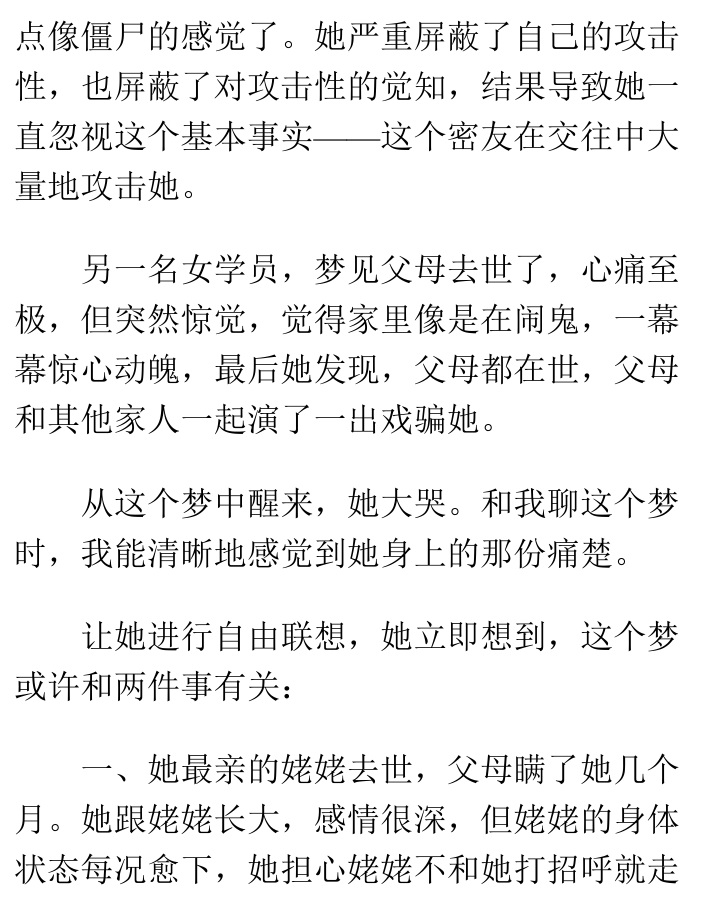 点像僵尸的感觉了。她严重屏蔽了自己的攻击
性，也屏蔽了对攻击性的觉知，结果导致她一
直忽视这个基本事实——这个密友在交往中大
量地攻击她。
另一名女学员，梦见父母去世了，心痛至
极，但突然惊觉，觉得家里像是在闹鬼，一幕
幕惊心动魄，最后她发现，父母都在世，父母
和其他家人一起演了一出戏骗她。
从这个梦中醒来，她大哭。和我聊这个梦
时，我能清晰地感觉到她身上的那份痛楚。
让她进行自由联想，她立即想到，这个梦
或许和两件事有关：
一、她最亲的姥姥去世，父母瞒了她几个
月。她跟姥姥长大，感情很深，但姥姥的身体
状态每况愈下，她担心姥姥不和她打招呼就走